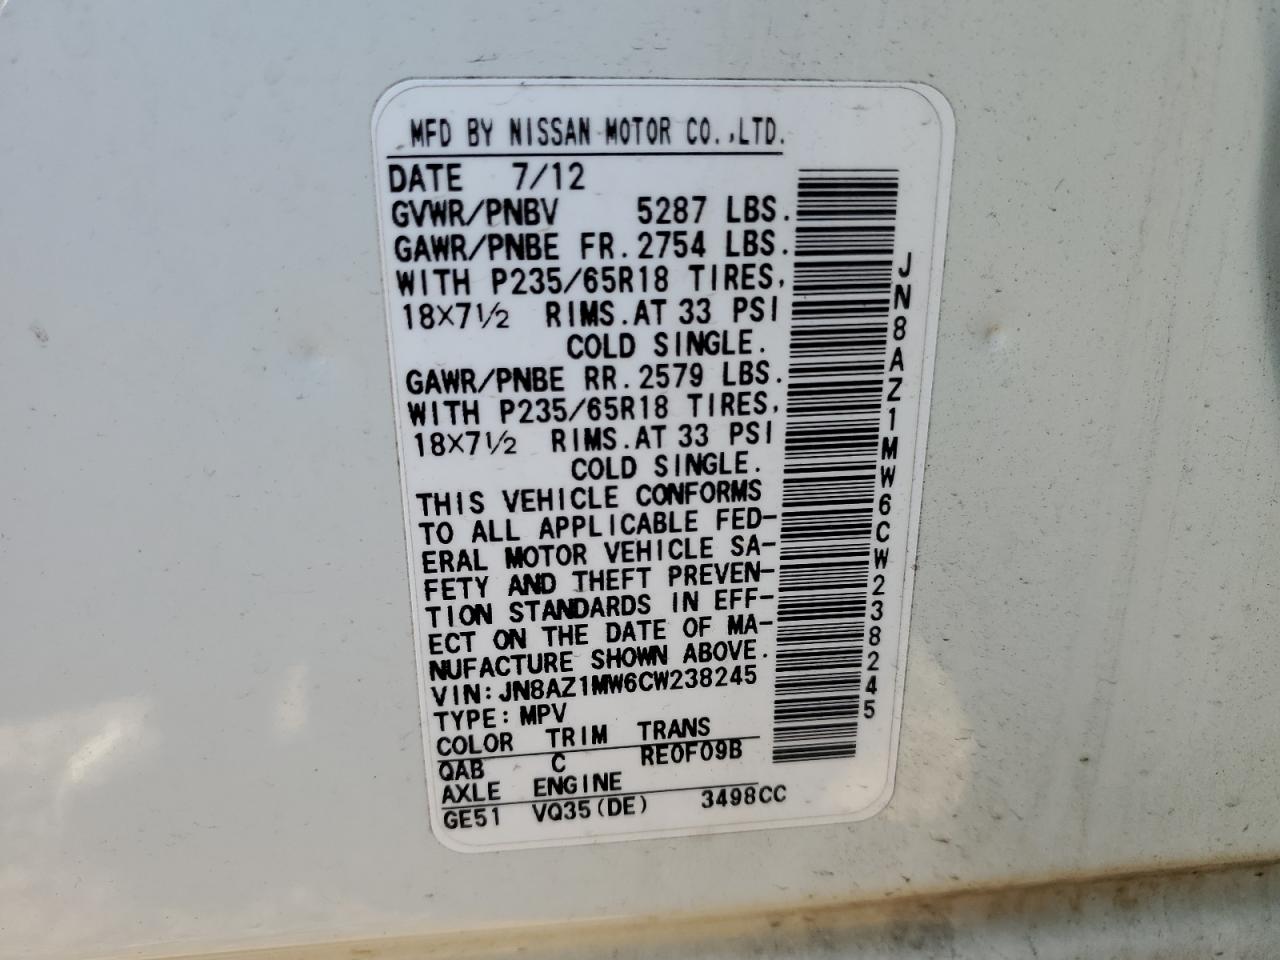 MFD BY NISSAN MOTOR CO.,LTD.
DATE 7/12
GVWR/PNBV 5287 LBS.
GAWR/PNBE FR. 2754 LBS.
WITH P235/65R18 TIRES,
18×7½ RIMS. AT 33 PSI
COLD SINGLE.
GAWR/PNBE RR. 2579 LBS.
WITH P235/65R18 TIRES,
18×7½ RIMS. AT 33 PSI
COLD SINGLE.
THIS VEHICLE CONFORMS
TO ALL APPLICABLE FED-
ERAL MOTOR VEHICLE SA-
FETY AND THEFT PREVEN-
TION STANDARDS IN EFF-
ECT ON THE DATE OF MA-
NUFACTURE SHOWN ABOVE.
VIN: JN8AZ1MW6CW238245
TYPE: MPV
COLOR TRIM TRANS
QAB C RE0F09B
AXLE ENGINE
GE51 VQ35(DE) 3498CC
JN8AZ1MW6CW238245